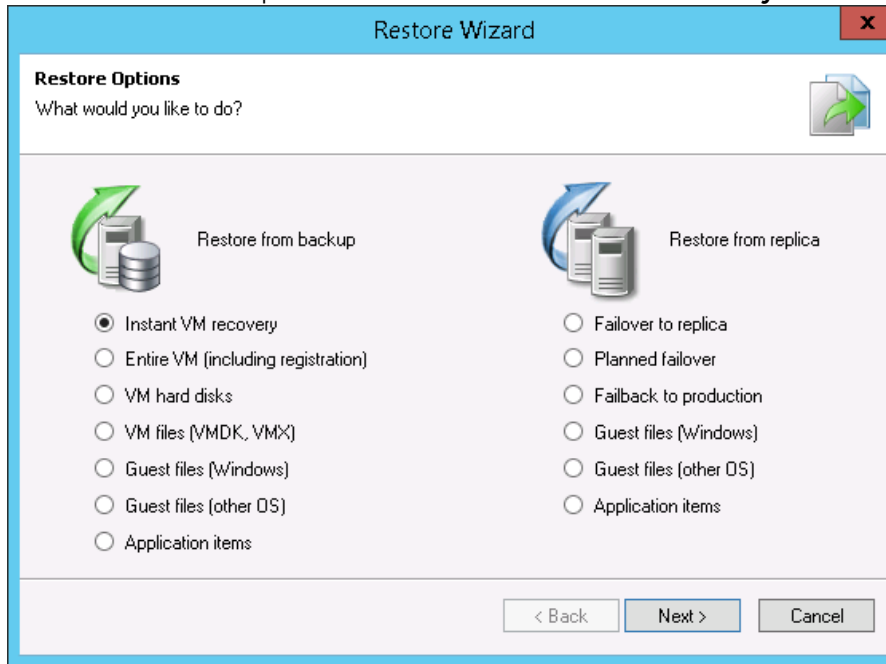 Restore Wizard
x
Restore Options
What would you like to do?
Restore from backup
Instant VM recovery
Entire VM (including registration)
VM hard disks
VM files (VMDK, VMX)
Guest files (Windows)
Guest files (other OS)
Application items
Restore from replica
Failover to replica
Planned failover
Failback to production
Guest files (Windows)
Guest files (other OS)
Application items
< Back
Next >
Cancel